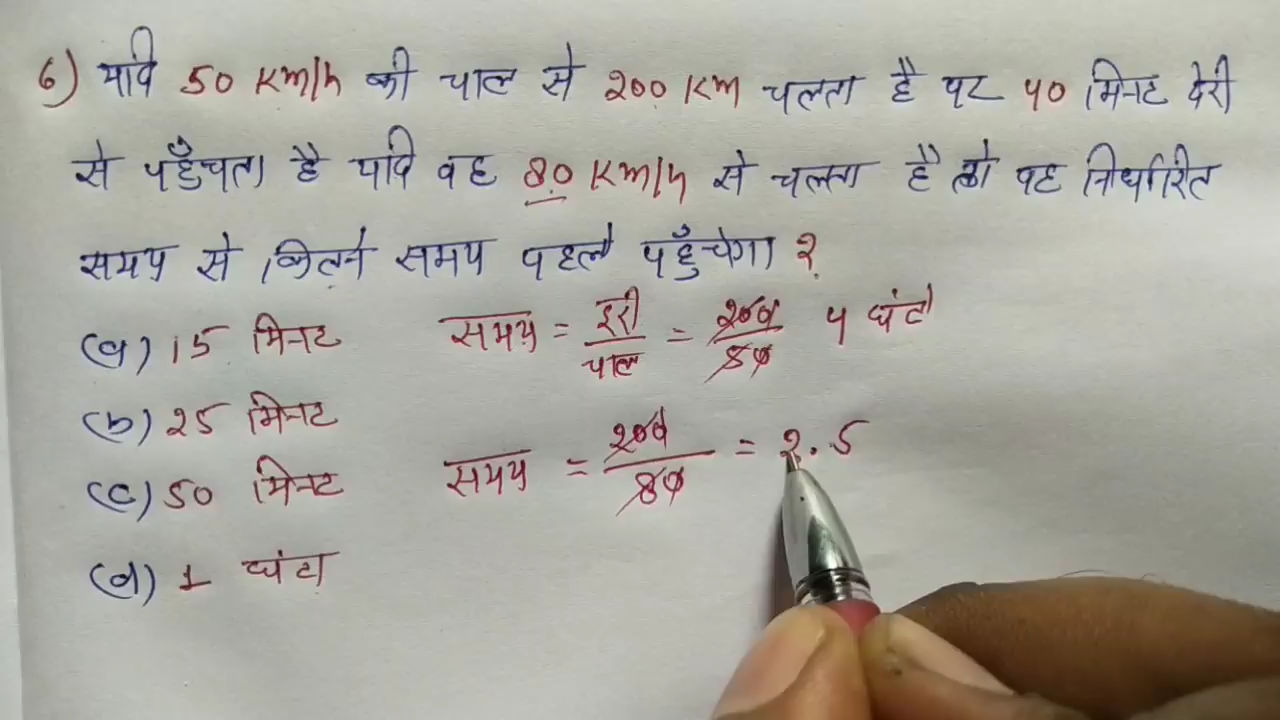 6) यदि 50 Km/h की चाल से 200 Km चलता है पर 40 मिनट देरी
से पहुँचता है यदि वह 80 Km/h से चलता है तो वह निर्धारित
समय से कितने समय पहले पहुँचेगा ?
(a) 15 मिनट
समय = दूरी/चाल = 200/50 4 घंटे
(b) 25 मिनट
समय = 200/80 = 2.5
(c) 50 मिनट
(d) 1 घंटा